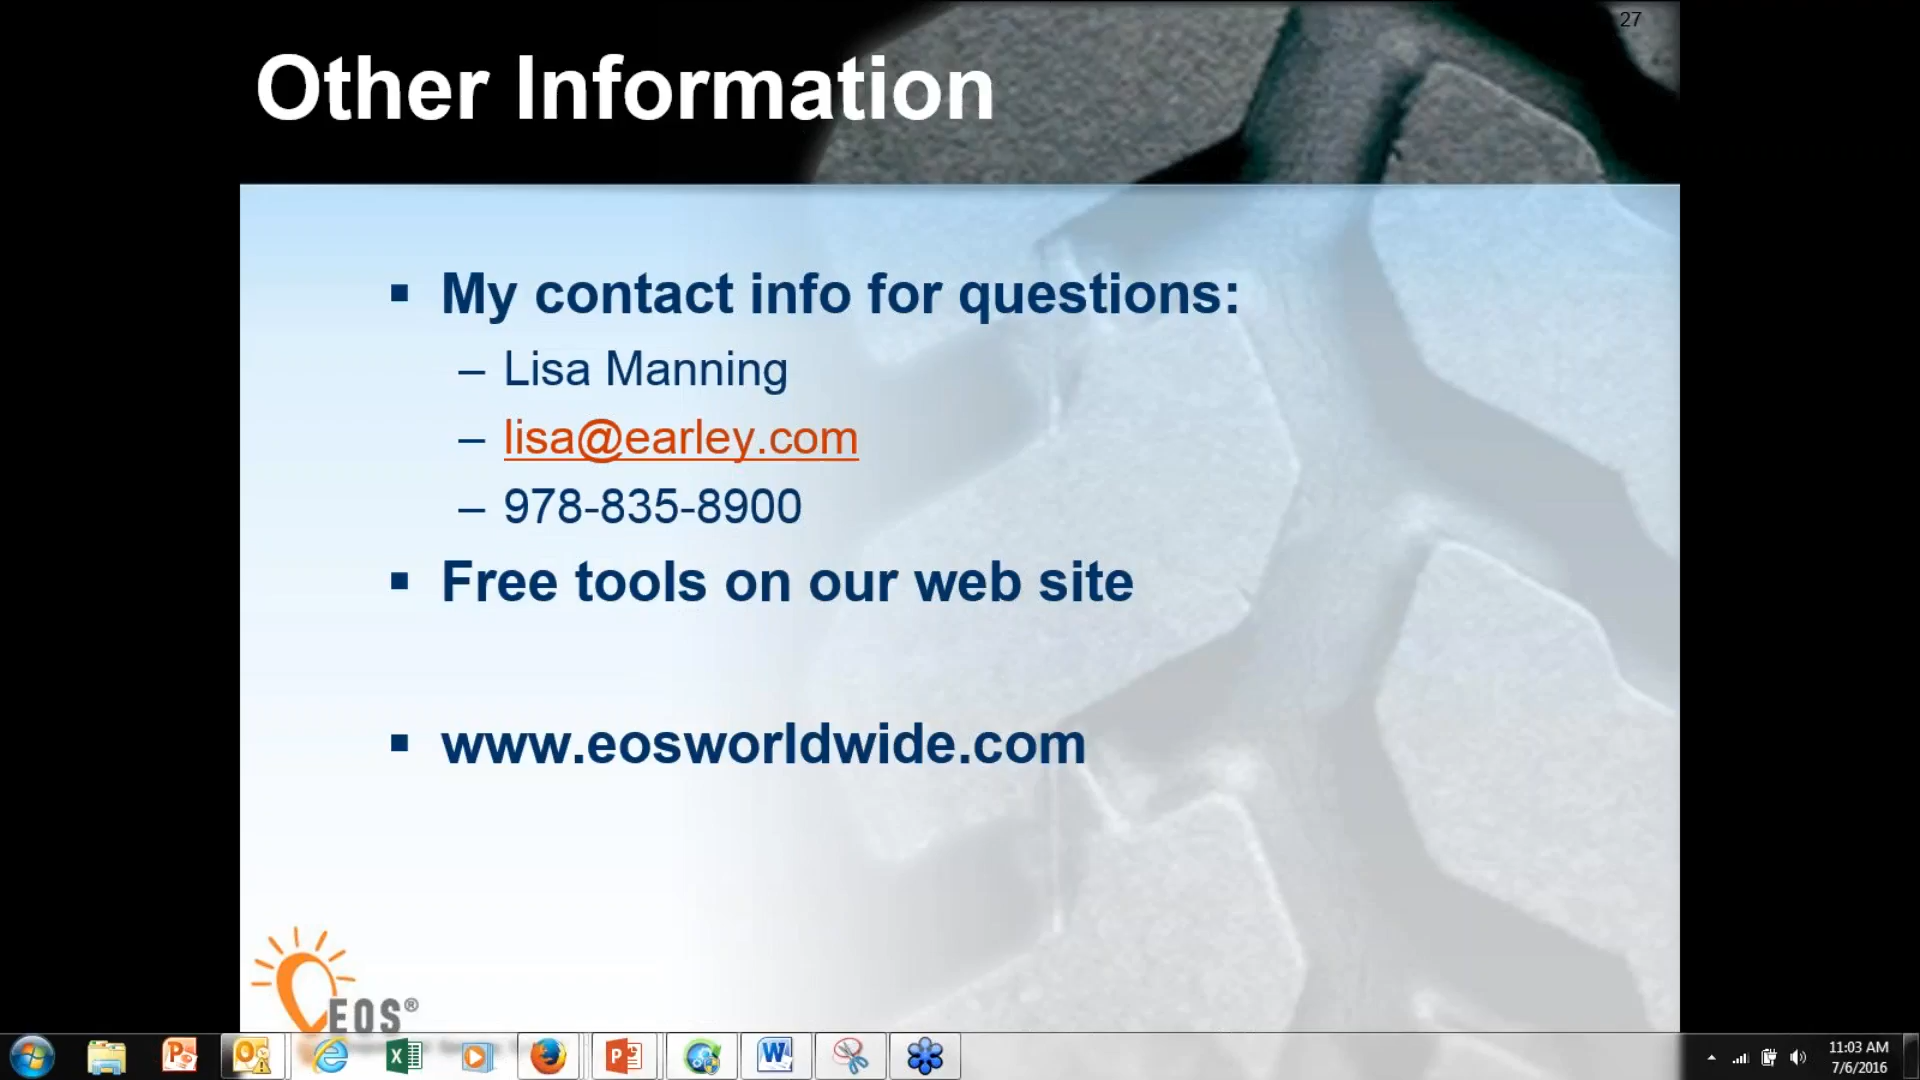 27
Other Information
▪ My contact info for questions:
– Lisa Manning
– lisa@earley.com
– 978-835-8900
▪ Free tools on our web site
▪ www.eosworldwide.com
EOS®
11:03 AM
7/6/2016